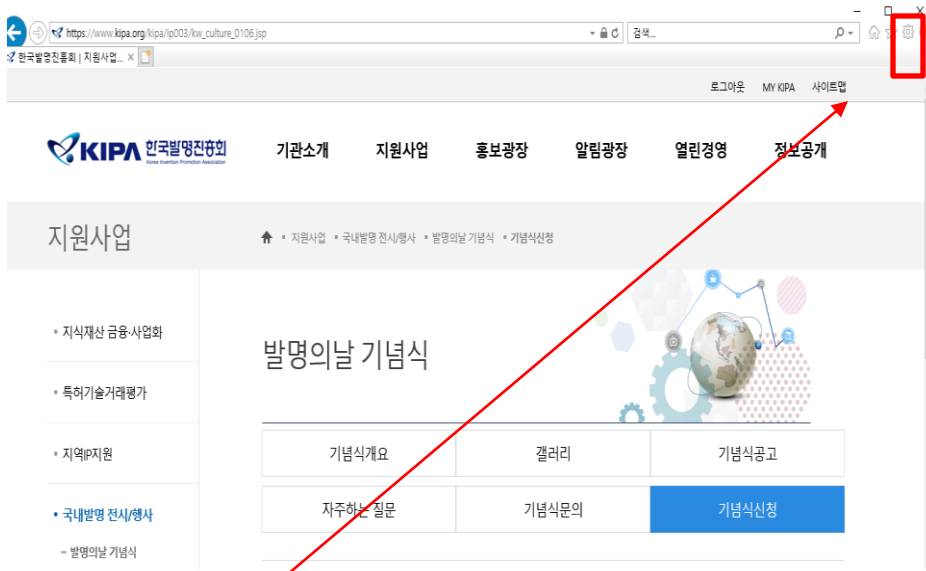 https://www.kipa.org/kipa/ip003/kw_culture_0106.jsp
검색...
한국발명진흥회 | 지원사업...
로그아웃 MY KIPA 사이트맵
KIPA 한국발명진흥회
Korea Invention Promotion Association
기관소개 지원사업 홍보광장 알림광장 열린경영 정보공개
지원사업
지원사업 국내발명 전시/행사 발명의날 기념식 기념식신청
지식재산 금융·사업화
발명의날 기념식
특허기술거래평가
지역IP지원
기념식개요 갤러리 기념식공고
국내발명 전시/행사
자주하는 질문 기념식문의 기념식신청
– 발명의날 기념식